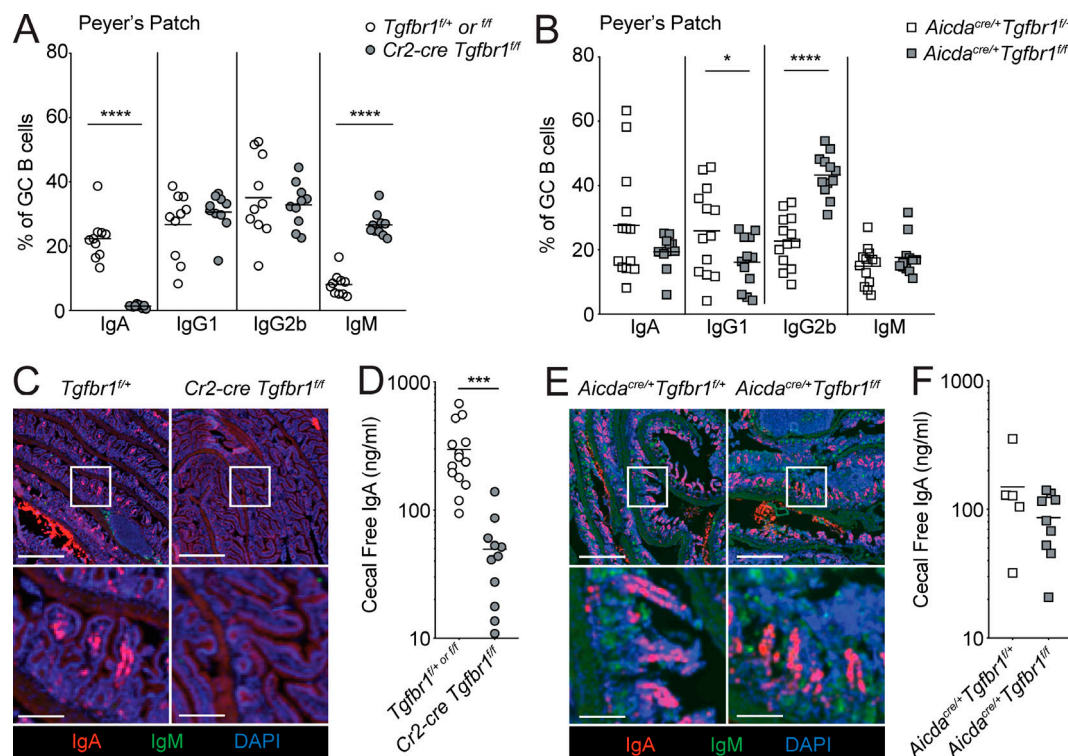 A
Peyer's Patch
Tgfbr1f/+ or f/f
Cr2-cre Tgfbr1f/f
% of GC B cells
80
60
40
20
0
****
****
IgA IgG1 IgG2b IgM
B
Peyer's Patch
Aicdacre/+Tgfbr1f/+
Aicdacre/+Tgfbr1f/f
% of GC B cells
80
60
40
20
0
*
****
IgA IgG1 IgG2b IgM
C
Tgfbr1f/+ Cr2-cre Tgfbr1f/f
IgA IgM DAPI
D
Cecal Free IgA (ng/ml)
1000
100
10
***
Tgfbr1f/+ or f/f
Cr2-cre Tgfbr1f/f
E
Aicdacre/+Tgfbr1f/+ Aicdacre/+Tgfbr1f/f
IgA IgM DAPI
F
Cecal Free IgA (ng/ml)
1000
100
10
Aicdacre/+Tgfbr1f/+
Aicdacre/+Tgfbr1f/f